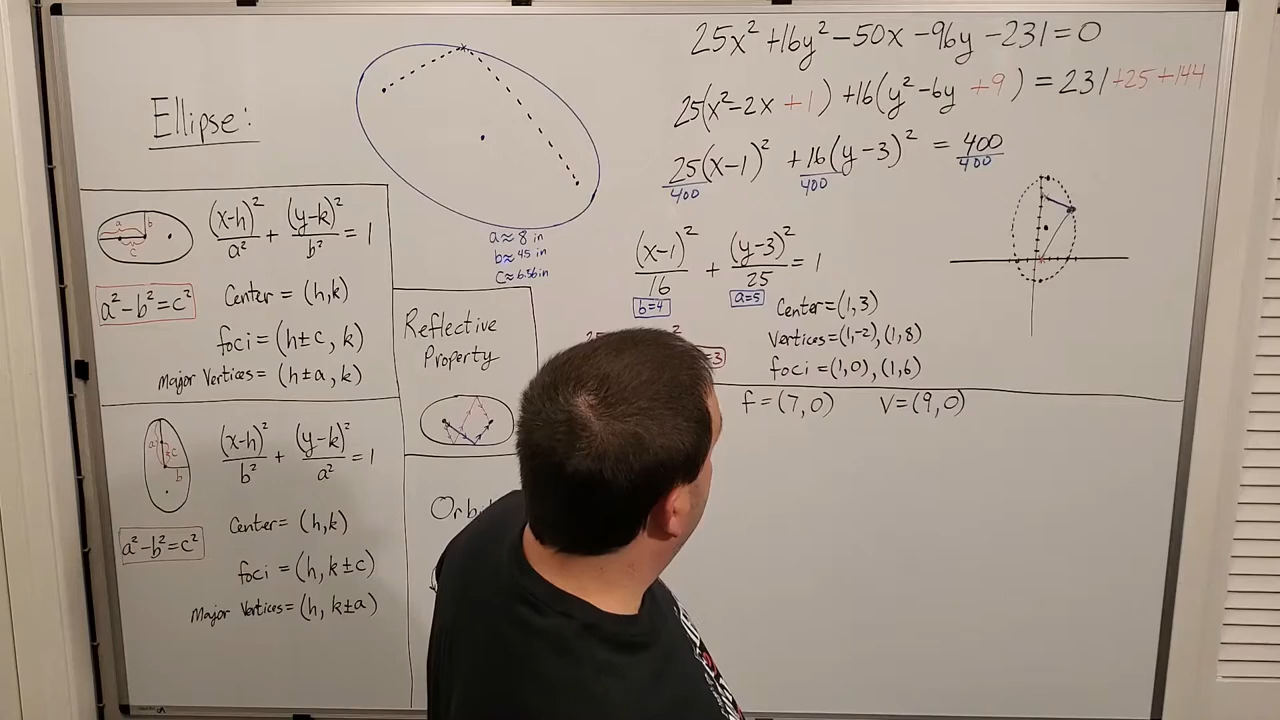 Ellipse:
a b
c
(x-h)²/a² + (y-k)²/b² = 1
a²-b²=c²
Center = (h,k)
foci = (h±c, k)
Major Vertices = (h±a, k)
a c
b
(x-h)²/b² + (y-k)²/a² = 1
a²-b²=c²
Center = (h,k)
foci = (h, k±c)
Major Vertices = (h, k±a)
a≈8 in
b≈45 in
c≈6.56 in
Reflective
Property
25x² +16y² -50x -96y -231=0
25(x²-2x +1) +16(y²-6y +9) = 231+25+144
25/400(x-1)² + 16/400(y-3)² = 400/400
(x-1)²/16 + (y-3)²/25 = 1
b=4 a=5
Center=(1,3)
Vertices=(1,-2), (1,8)
foci = (1,0), (1,6)
=3
f=(7,0) v=(9,0)